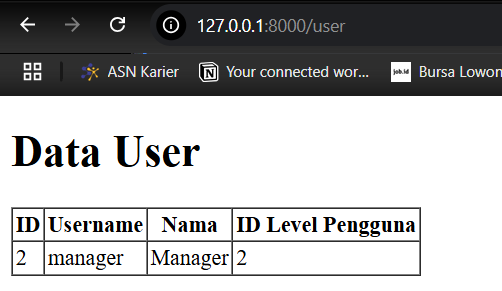 127.0.0.1:8000/user
ASN Karier Your connected wor... job.id Bursa Lowon
Data User
ID Username Nama ID Level Pengguna
2 manager Manager 2